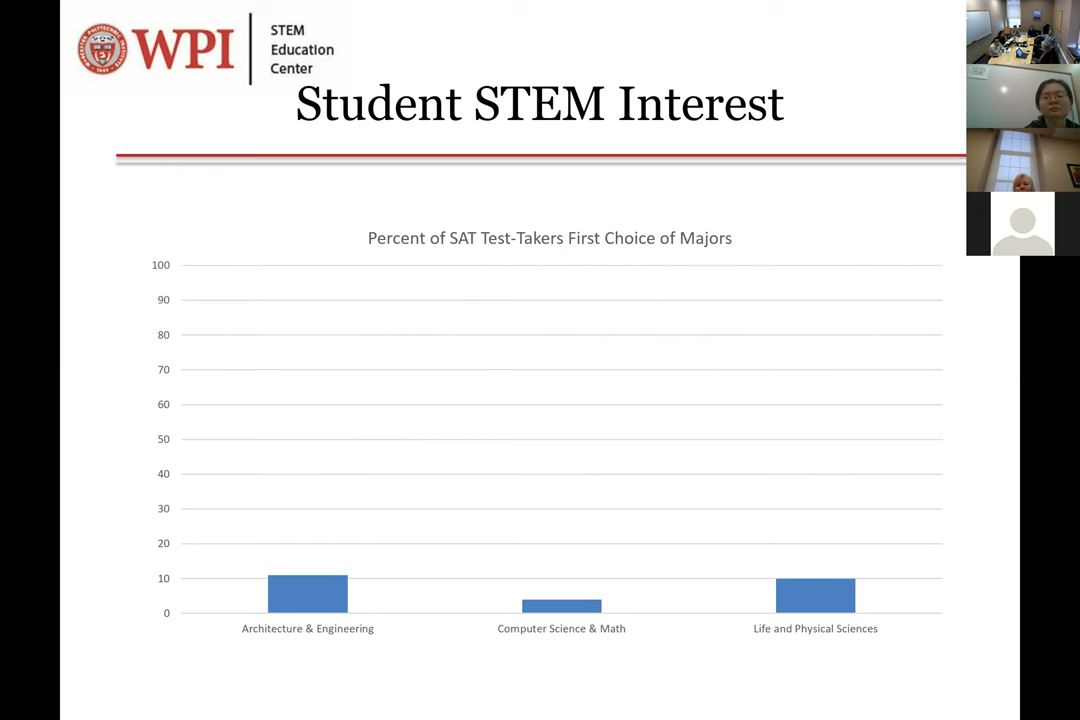 WPI
STEM
Education
Center
Student STEM Interest
Percent of SAT Test-Takers First Choice of Majors
100
90
80
70
60
50
40
30
20
10
0
Architecture & Engineering
Computer Science & Math
Life and Physical Sciences